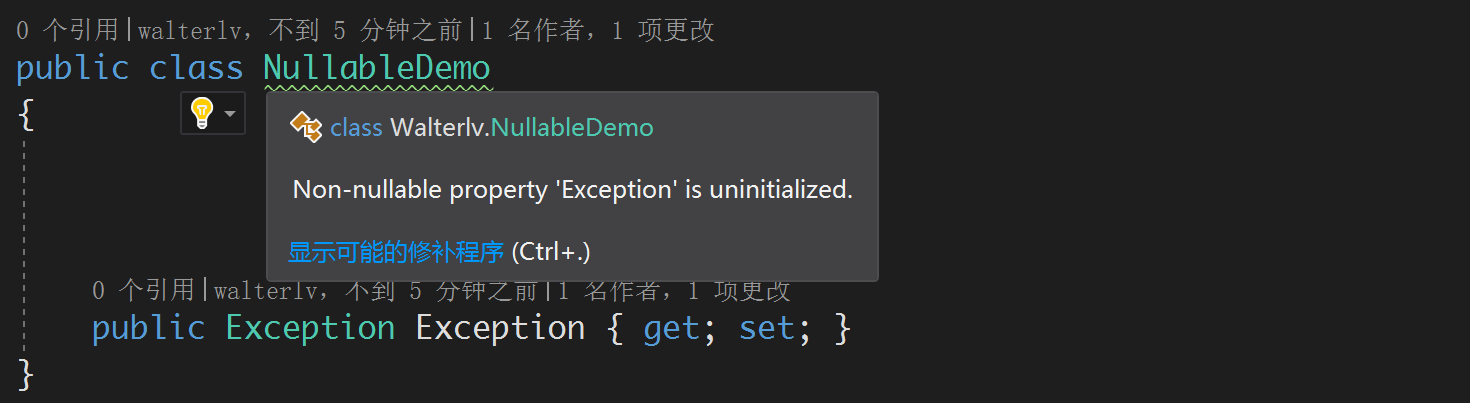 0 个引用|walterlv，不到 5 分钟之前|1 名作者，1 项更改
public class NullableDemo
{
class Walterlv.NullableDemo
Non-nullable property 'Exception' is uninitialized.
显示可能的修补程序 (Ctrl+.)
0 个引用|walterlv，不到 5 分钟之前|1 名作者，1 项更改
public Exception Exception { get; set; }
}